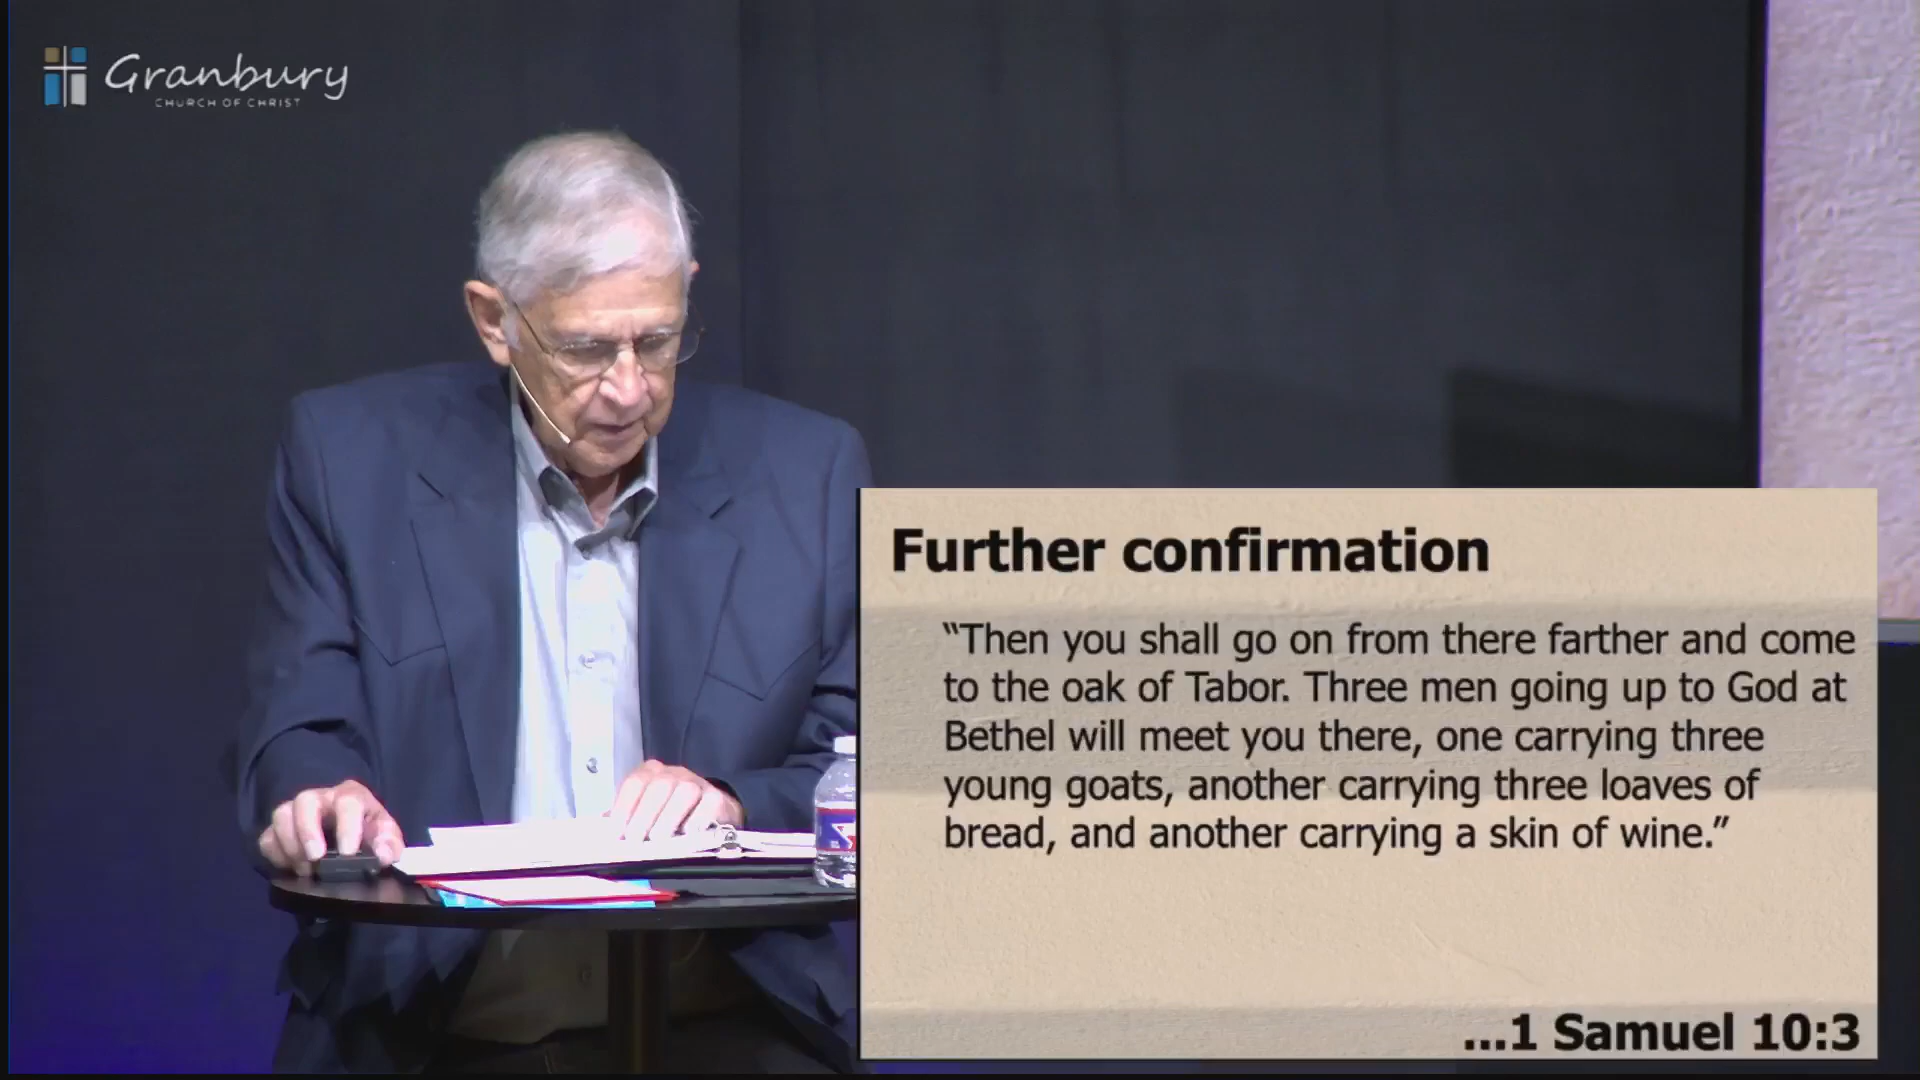 Granbury
CHURCH OF CHRIST
Further confirmation
“Then you shall go on from there farther and come
to the oak of Tabor. Three men going up to God at
Bethel will meet you there, one carrying three
young goats, another carrying three loaves of
bread, and another carrying a skin of wine.”
...1 Samuel 10:3